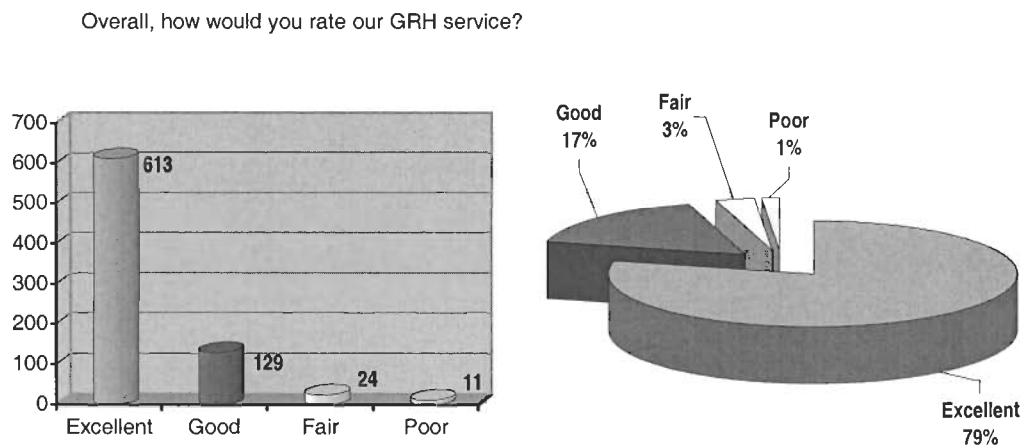 Overall, how would you rate our GRH service?
700
600
500
400
300
200
100
0
613
129
24
11
Excellent
Good
Fair
Poor
Good
17%
Fair
3%
Poor
1%
Excellent
79%